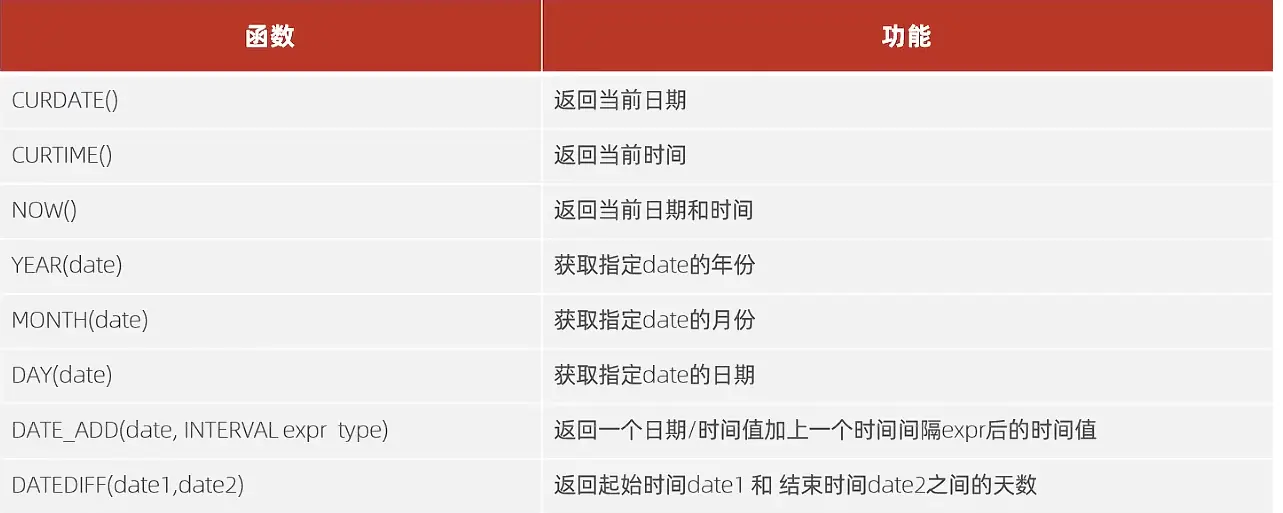 函数 功能
CURDATE() 返回当前日期
CURTIME() 返回当前时间
NOW() 返回当前日期和时间
YEAR(date) 获取指定date的年份
MONTH(date) 获取指定date的月份
DAY(date) 获取指定date的日期
DATE_ADD(date, INTERVAL expr type) 返回一个日期/时间值加上一个时间间隔expr后的时间值
DATEDIFF(date1,date2) 返回起始时间date1 和 结束时间date2之间的天数